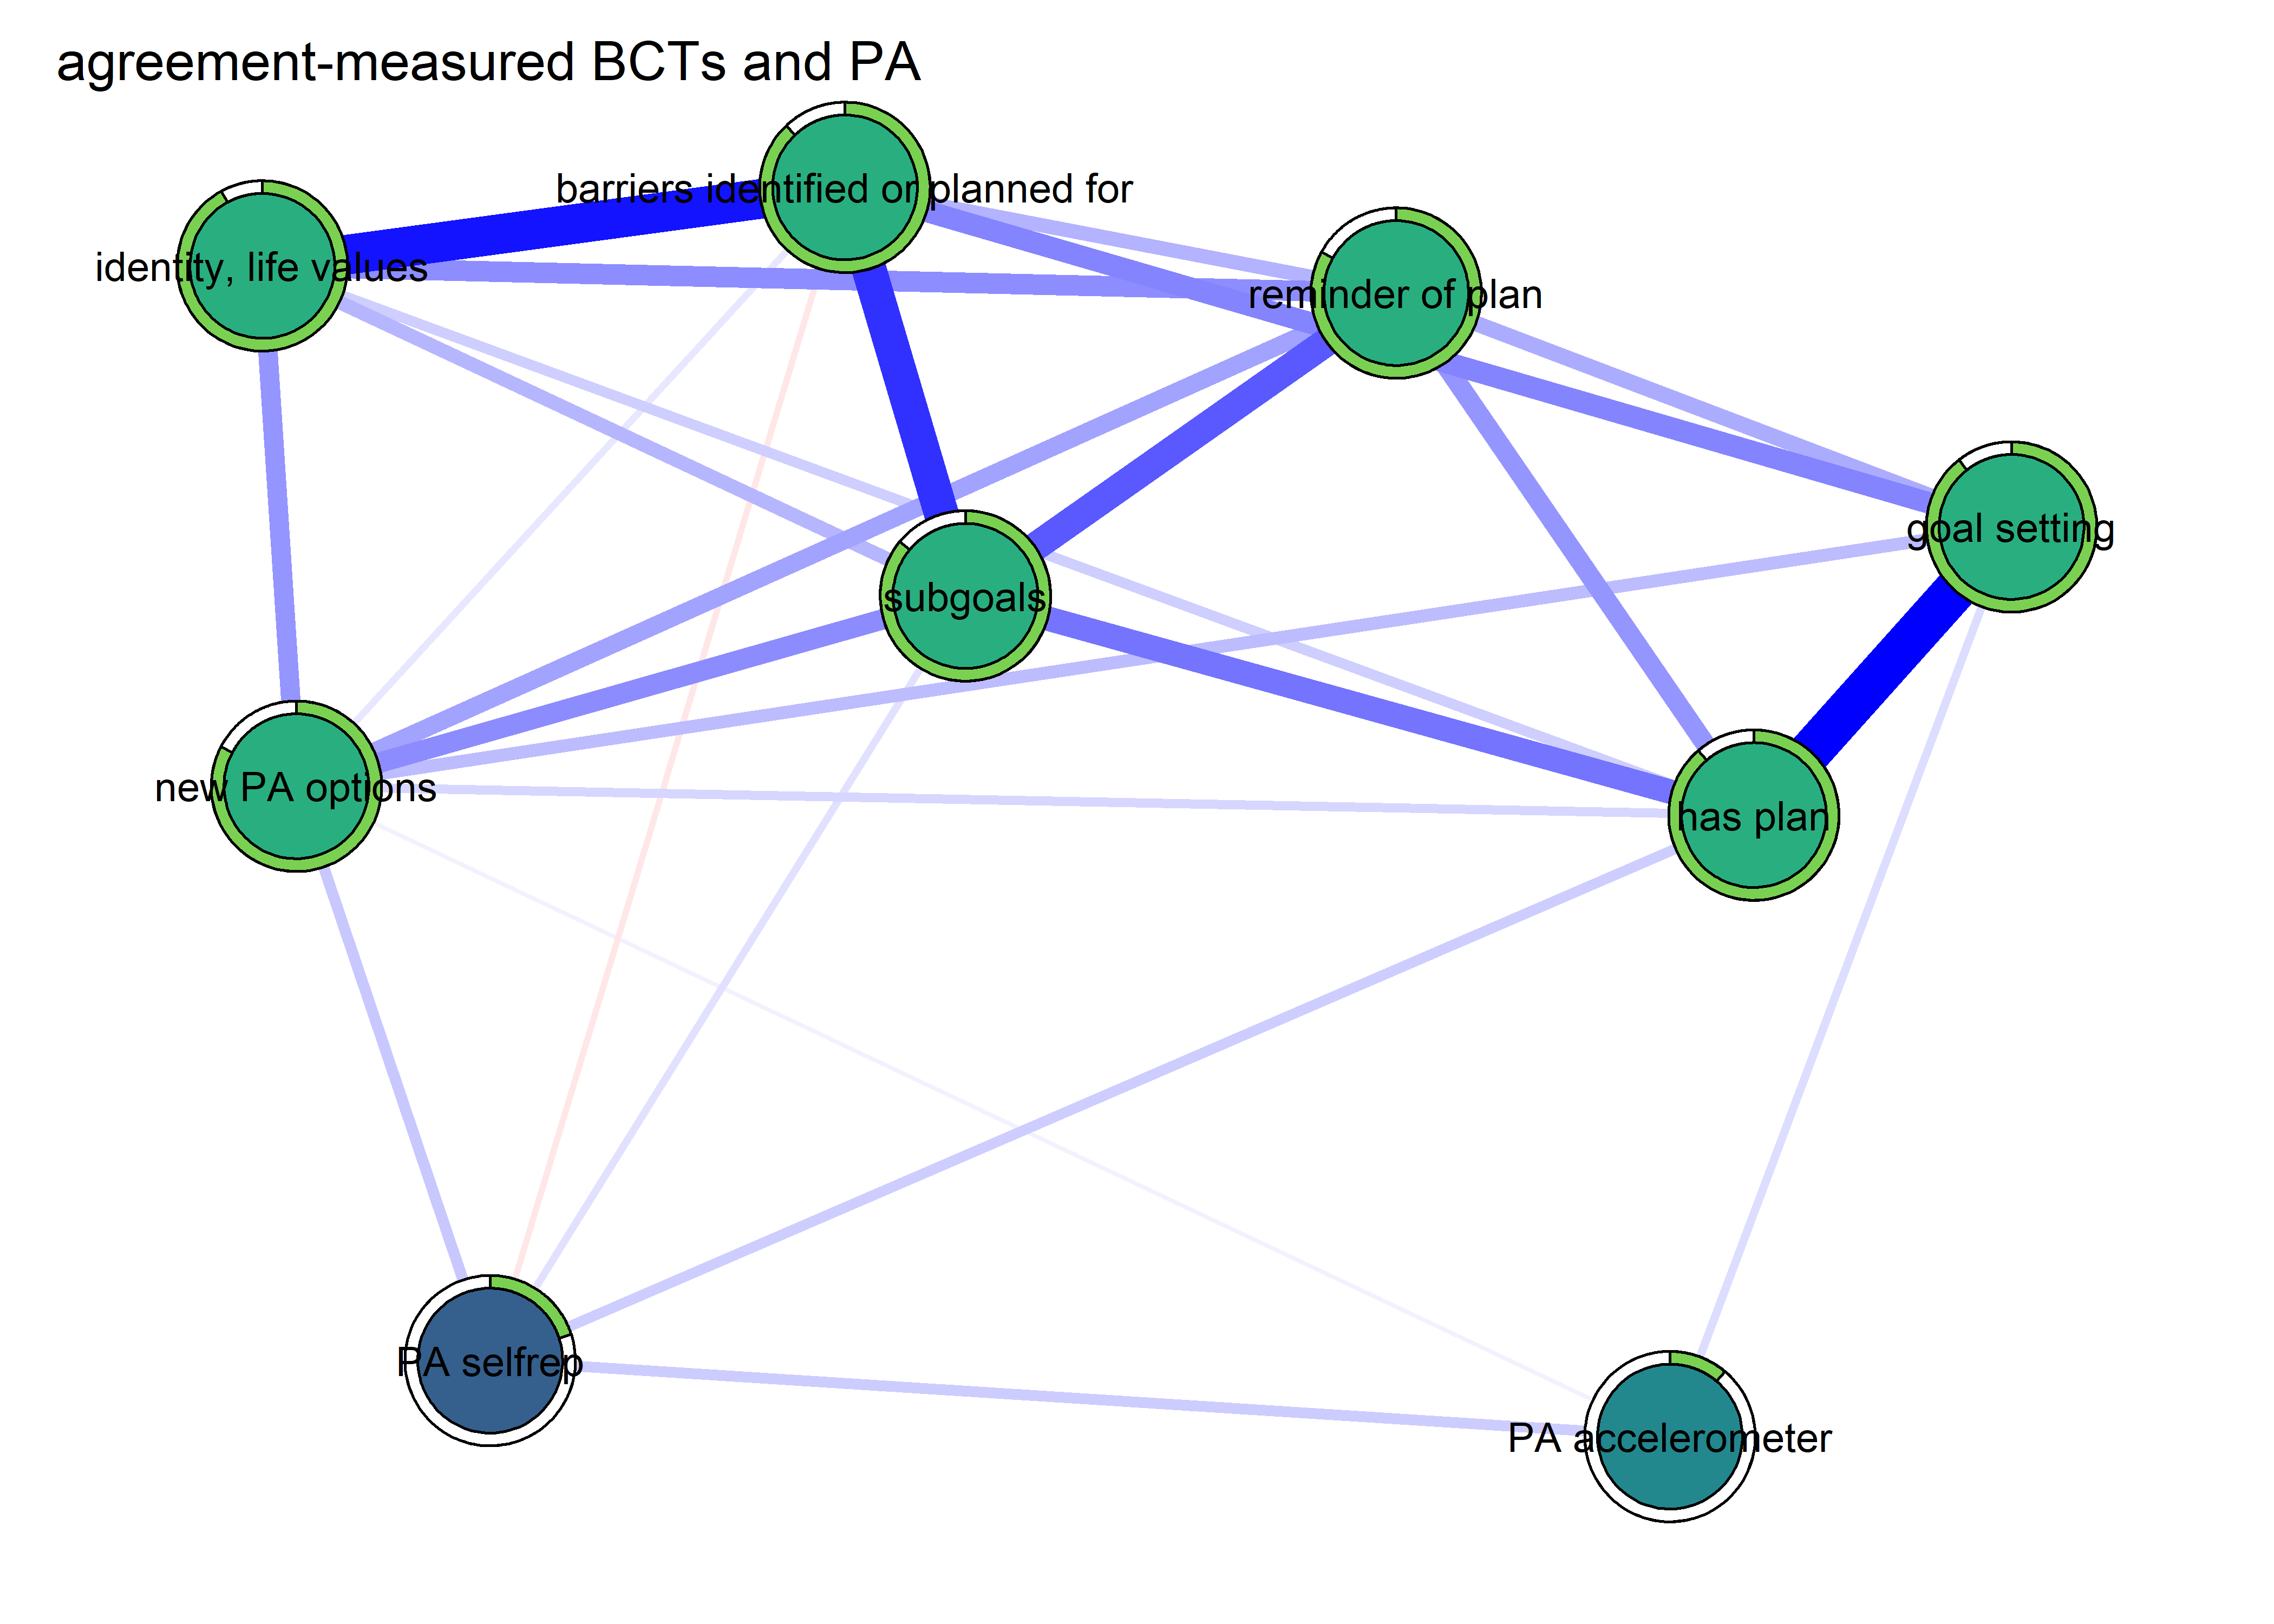 agreement-measured BCTs and PA
barriers identified or planned for
identity, life values
reminder of plan
goal setting
subgoals
new PA options
has plan
PA selfrep
PA accelerometer